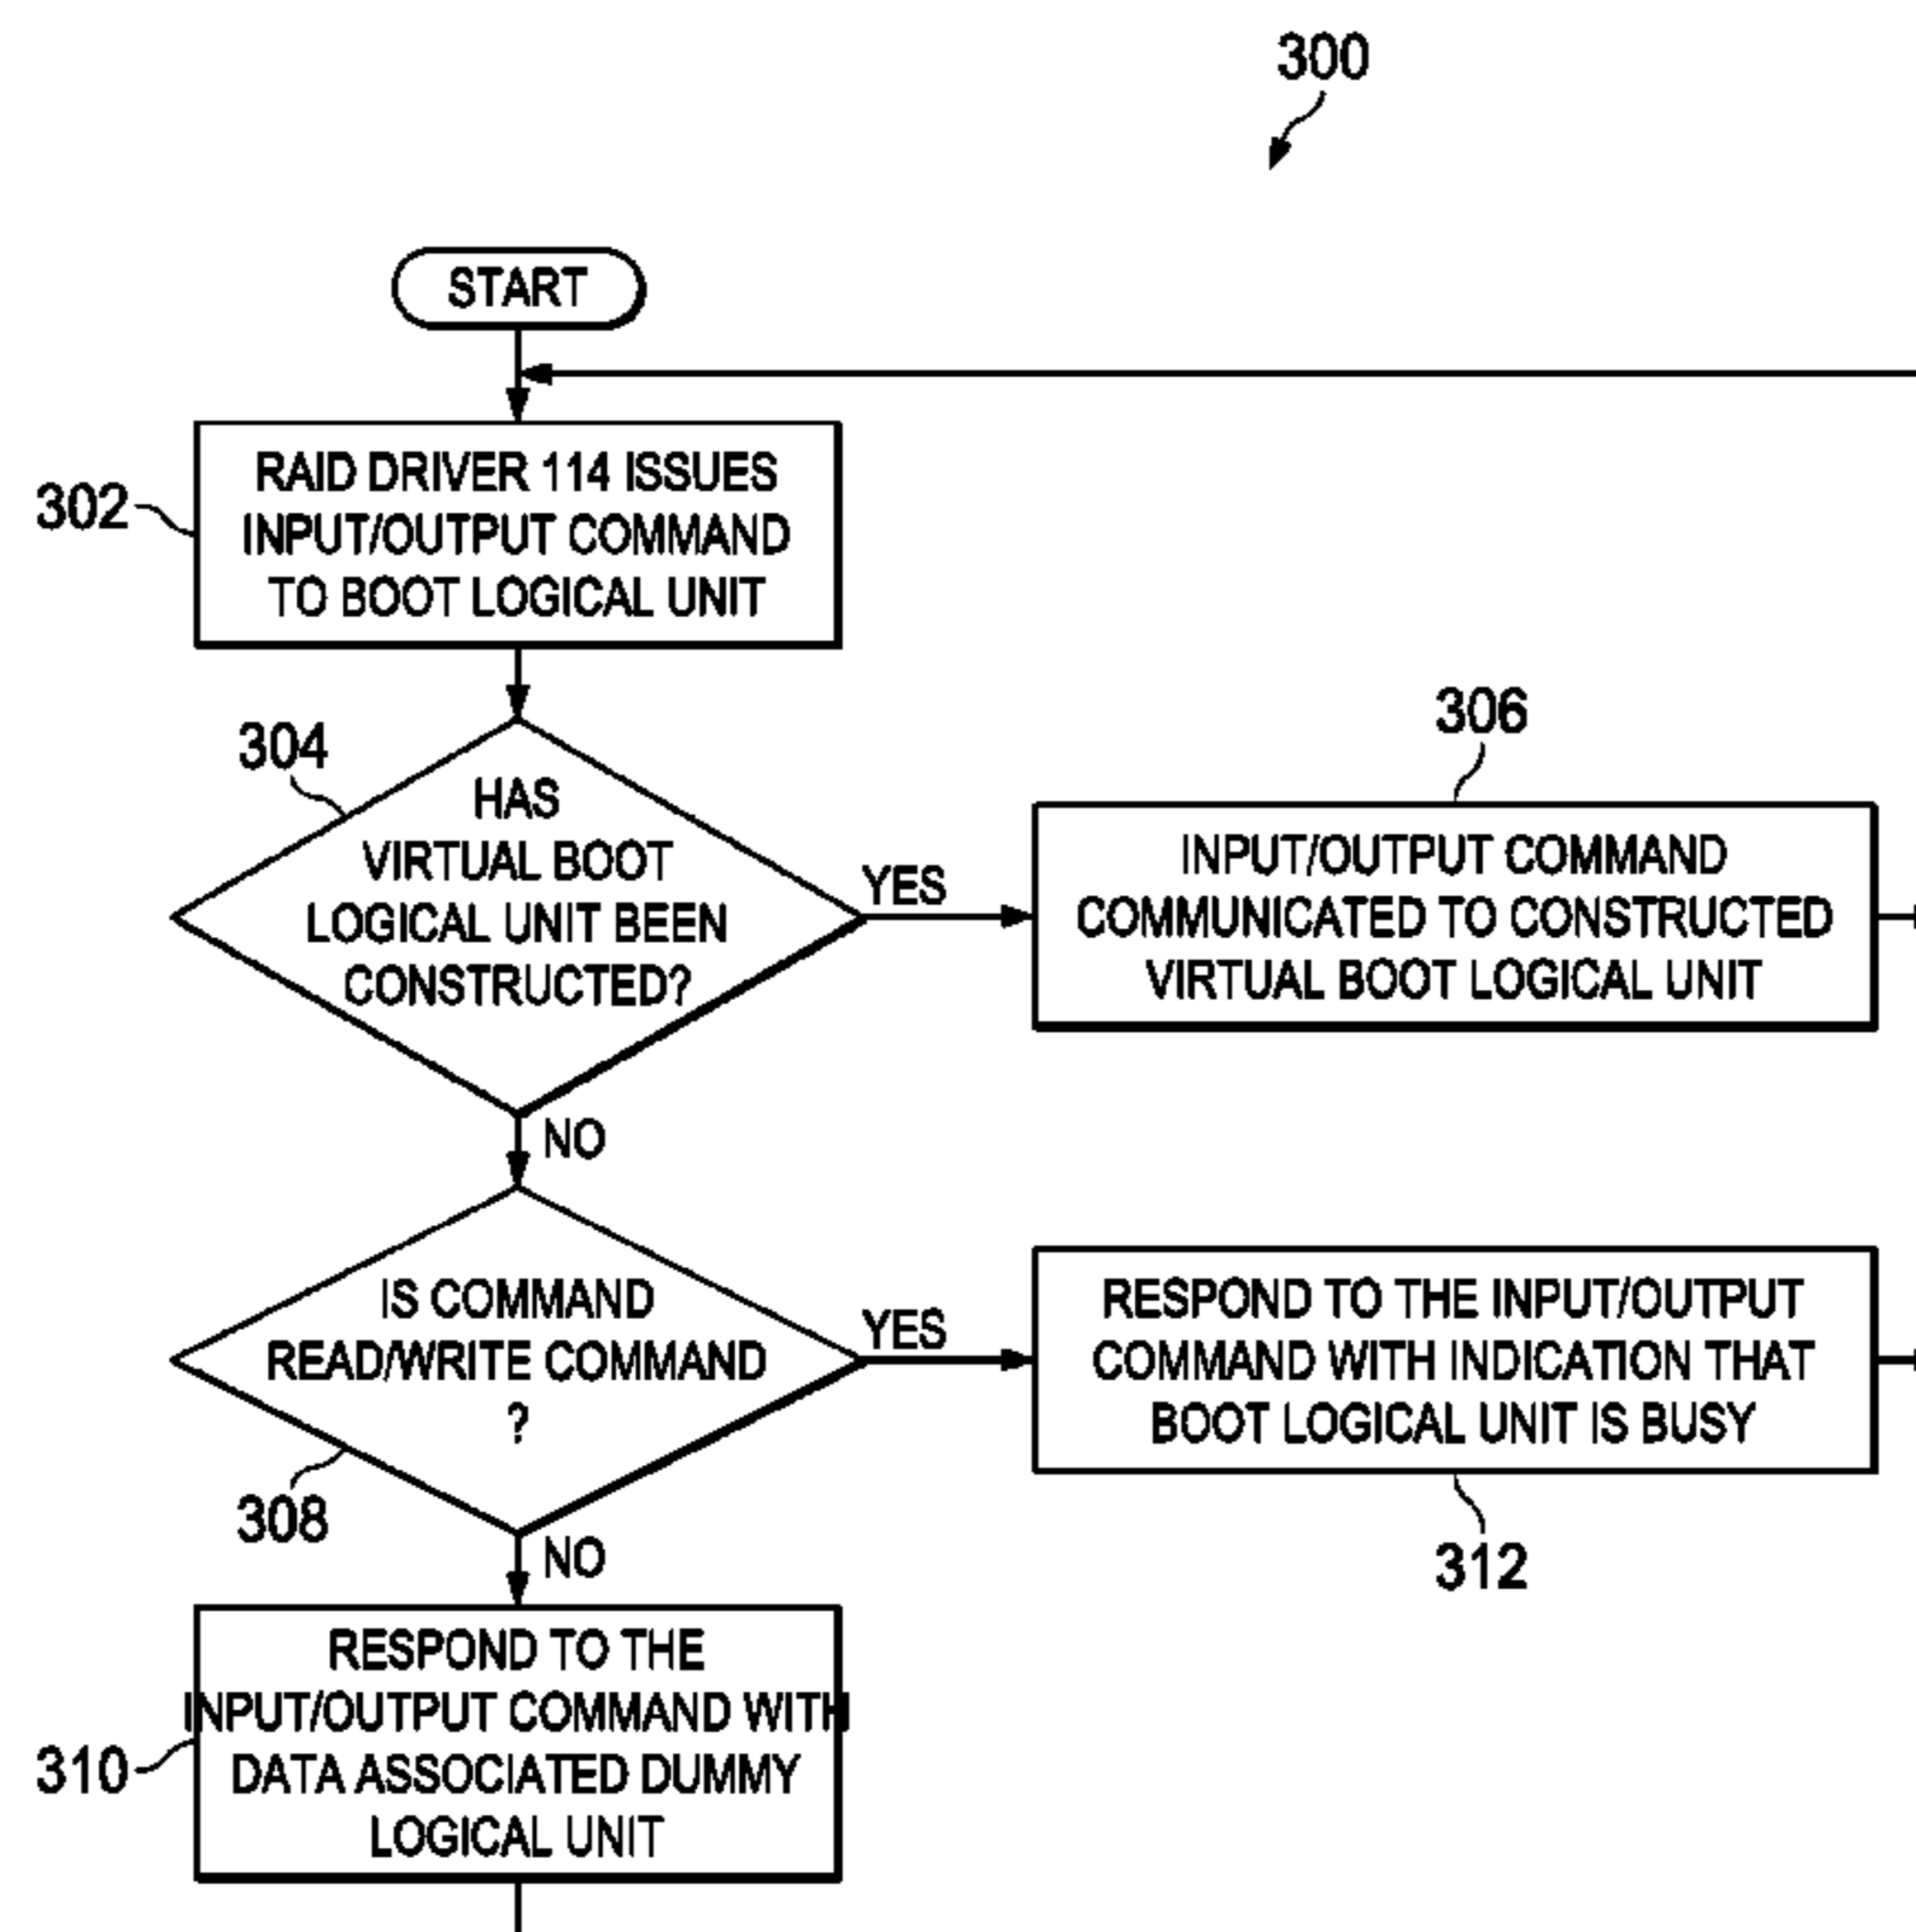 300
START
302
RAID DRIVER 114 ISSUES
INPUT/OUTPUT COMMAND
TO BOOT LOGICAL UNIT
304
HAS
VIRTUAL BOOT
LOGICAL UNIT BEEN
CONSTRUCTED?
YES
306
INPUT/OUTPUT COMMAND
COMMUNICATED TO CONSTRUCTED
VIRTUAL BOOT LOGICAL UNIT
NO
IS COMMAND
READ/WRITE COMMAND
?
308
YES
RESPOND TO THE INPUT/OUTPUT
COMMAND WITH INDICATION THAT
BOOT LOGICAL UNIT IS BUSY
312
NO
310
RESPOND TO THE
INPUT/OUTPUT COMMAND WITH
DATA ASSOCIATED DUMMY
LOGICAL UNIT